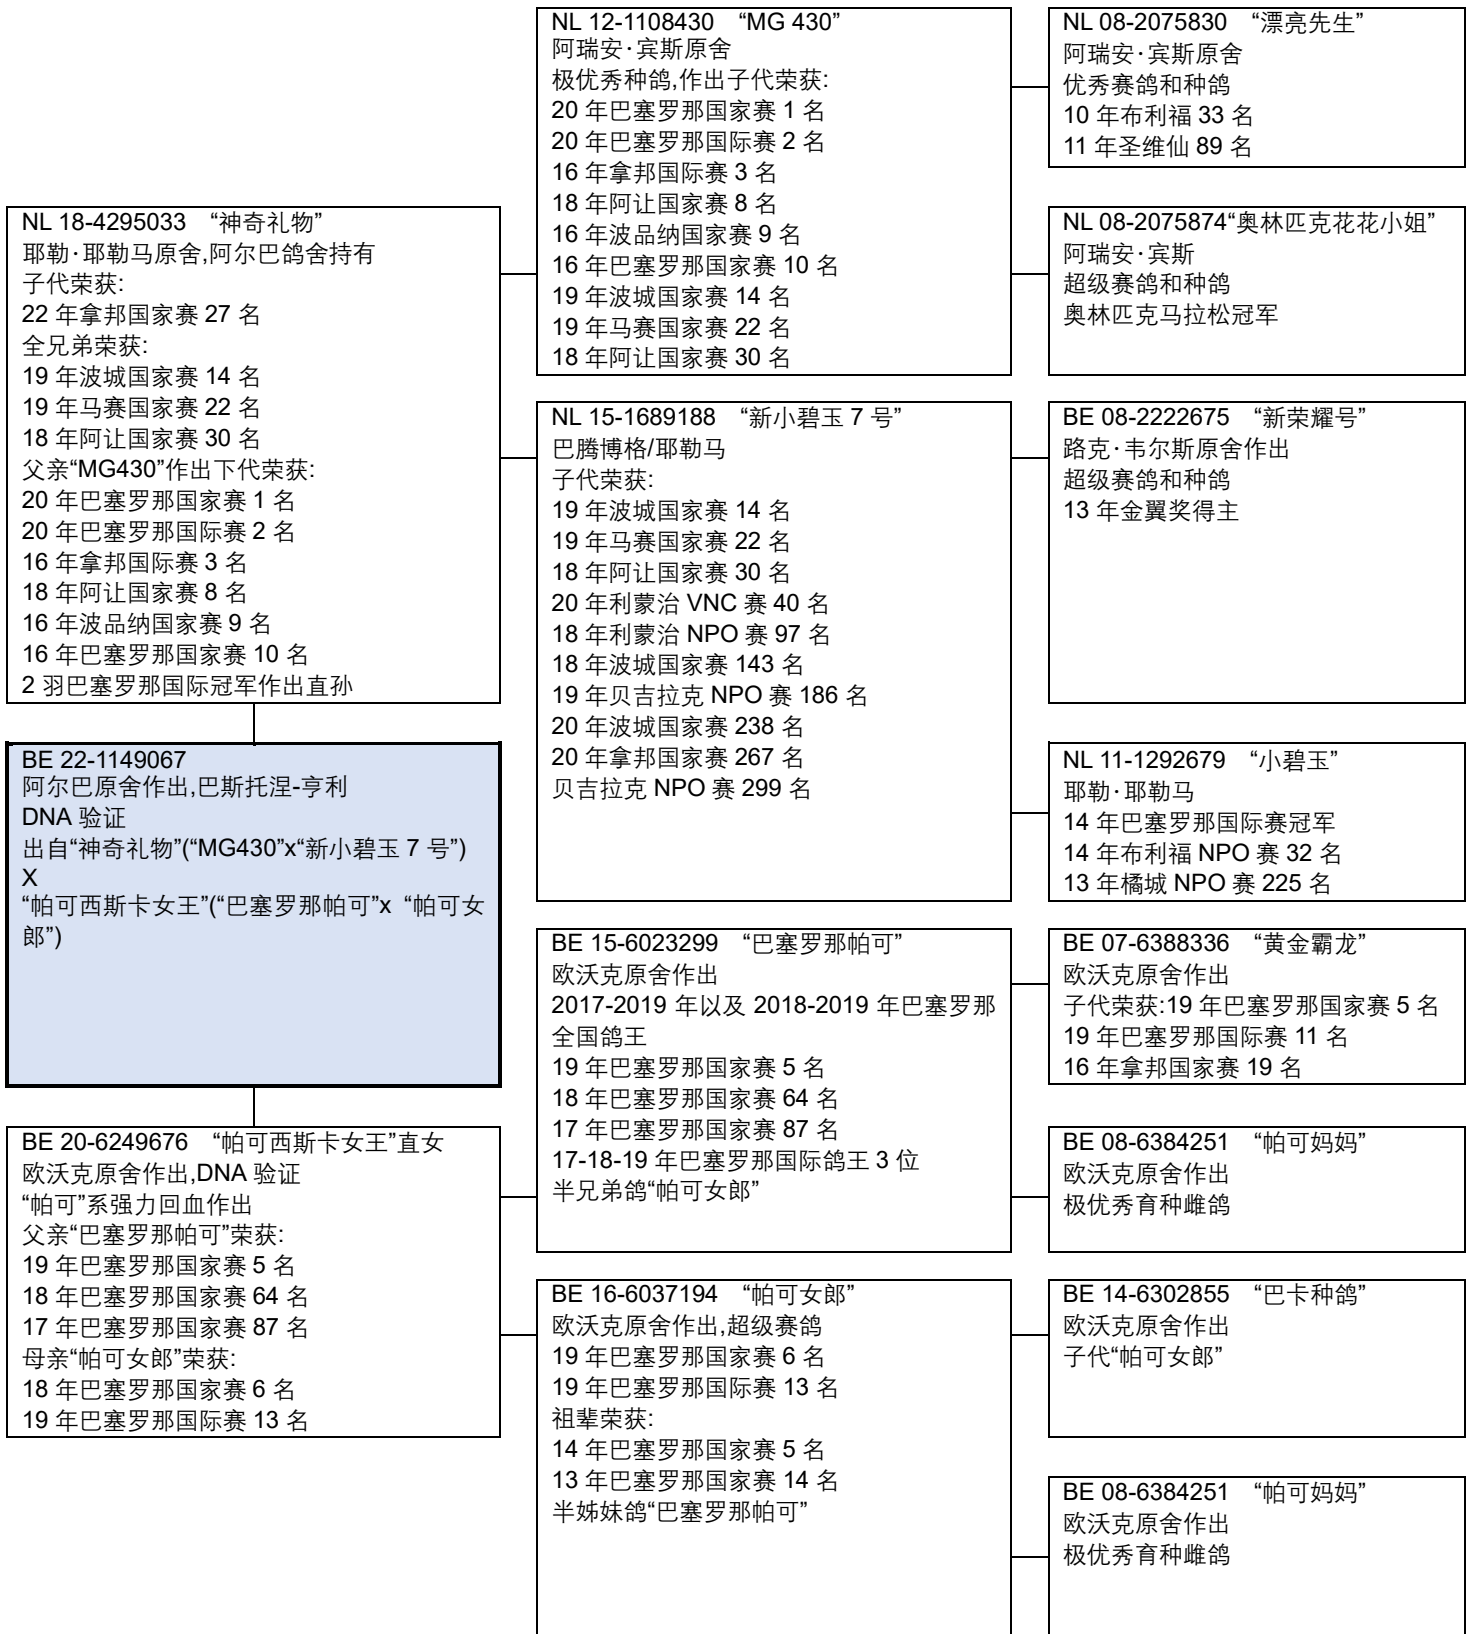 NL 18-4295033 “神奇礼物”
耶勒·耶勒马原舍,阿尔巴鸽舍持有
子代荣获:
22 年拿邦国家赛 27 名
全兄弟荣获:
19 年波城国家赛 14 名
19 年马赛国家赛 22 名
18 年阿让国家赛 30 名
父亲“MG430”作出下代荣获:
20 年巴塞罗那国家赛 1 名
20 年巴塞罗那国际赛 2 名
16 年拿邦国际赛 3 名
18 年阿让国家赛 8 名
16 年波品纳国家赛 9 名
16 年巴塞罗那国家赛 10 名
2 羽巴塞罗那国际冠军作出直孙
BE 22-1149067
阿尔巴原舍作出,巴斯托涅-亨利
DNA 验证
出自“神奇礼物”(“MG430”x“新小碧玉 7 号”)
X
“帕可西斯卡女王”(“巴塞罗那帕可”x “帕可女
郎”)
BE 20-6249676 “帕可西斯卡女王”直女
欧沃克原舍作出,DNA 验证
“帕可”系强力回血作出
父亲“巴塞罗那帕可”荣获:
19 年巴塞罗那国家赛 5 名
18 年巴塞罗那国家赛 64 名
17 年巴塞罗那国家赛 87 名
母亲“帕可女郎”荣获:
18 年巴塞罗那国家赛 6 名
19 年巴塞罗那国际赛 13 名
NL 12-1108430 “MG 430”
阿瑞安·宾斯原舍
极优秀种鸽,作出子代荣获:
20 年巴塞罗那国家赛 1 名
20 年巴塞罗那国际赛 2 名
16 年拿邦国际赛 3 名
18 年阿让国家赛 8 名
16 年波品纳国家赛 9 名
16 年巴塞罗那国家赛 10 名
19 年波城国家赛 14 名
19 年马赛国家赛 22 名
18 年阿让国家赛 30 名
NL 15-1689188 “新小碧玉 7 号”
巴腾博格/耶勒马
子代荣获:
19 年波城国家赛 14 名
19 年马赛国家赛 22 名
18 年阿让国家赛 30 名
20 年利蒙治 VNC 赛 40 名
18 年利蒙治 NPO 赛 97 名
18 年波城国家赛 143 名
19 年贝吉拉克 NPO 赛 186 名
20 年波城国家赛 238 名
20 年拿邦国家赛 267 名
贝吉拉克 NPO 赛 299 名
BE 15-6023299 “巴塞罗那帕可”
欧沃克原舍作出
2017-2019 年以及 2018-2019 年巴塞罗那
全国鸽王
19 年巴塞罗那国家赛 5 名
18 年巴塞罗那国家赛 64 名
17 年巴塞罗那国家赛 87 名
17-18-19 年巴塞罗那国际鸽王 3 位
半兄弟鸽“帕可女郎”
BE 16-6037194 “帕可女郎”
欧沃克原舍作出,超级赛鸽
19 年巴塞罗那国家赛 6 名
19 年巴塞罗那国际赛 13 名
祖辈荣获:
14 年巴塞罗那国家赛 5 名
13 年巴塞罗那国家赛 14 名
半姊妹鸽“巴塞罗那帕可”
NL 08-2075830 “漂亮先生”
阿瑞安·宾斯原舍
优秀赛鸽和种鸽
10 年布利福 33 名
11 年圣维仙 89 名
NL 08-2075874“奥林匹克花花小姐”
阿瑞安·宾斯
超级赛鸽和种鸽
奥林匹克马拉松冠军
BE 08-2222675 “新荣耀号”
路克·韦尔斯原舍作出
超级赛鸽和种鸽
13 年金翼奖得主
NL 11-1292679 “小碧玉”
耶勒·耶勒马
14 年巴塞罗那国际赛冠军
14 年布利福 NPO 赛 32 名
13 年橘城 NPO 赛 225 名
BE 07-6388336 “黄金霸龙”
欧沃克原舍作出
子代荣获:19 年巴塞罗那国家赛 5 名
19 年巴塞罗那国际赛 11 名
16 年拿邦国家赛 19 名
BE 08-6384251 “帕可妈妈”
欧沃克原舍作出
极优秀育种雌鸽
BE 14-6302855 “巴卡种鸽”
欧沃克原舍作出
子代“帕可女郎”
BE 08-6384251 “帕可妈妈”
欧沃克原舍作出
极优秀育种雌鸽